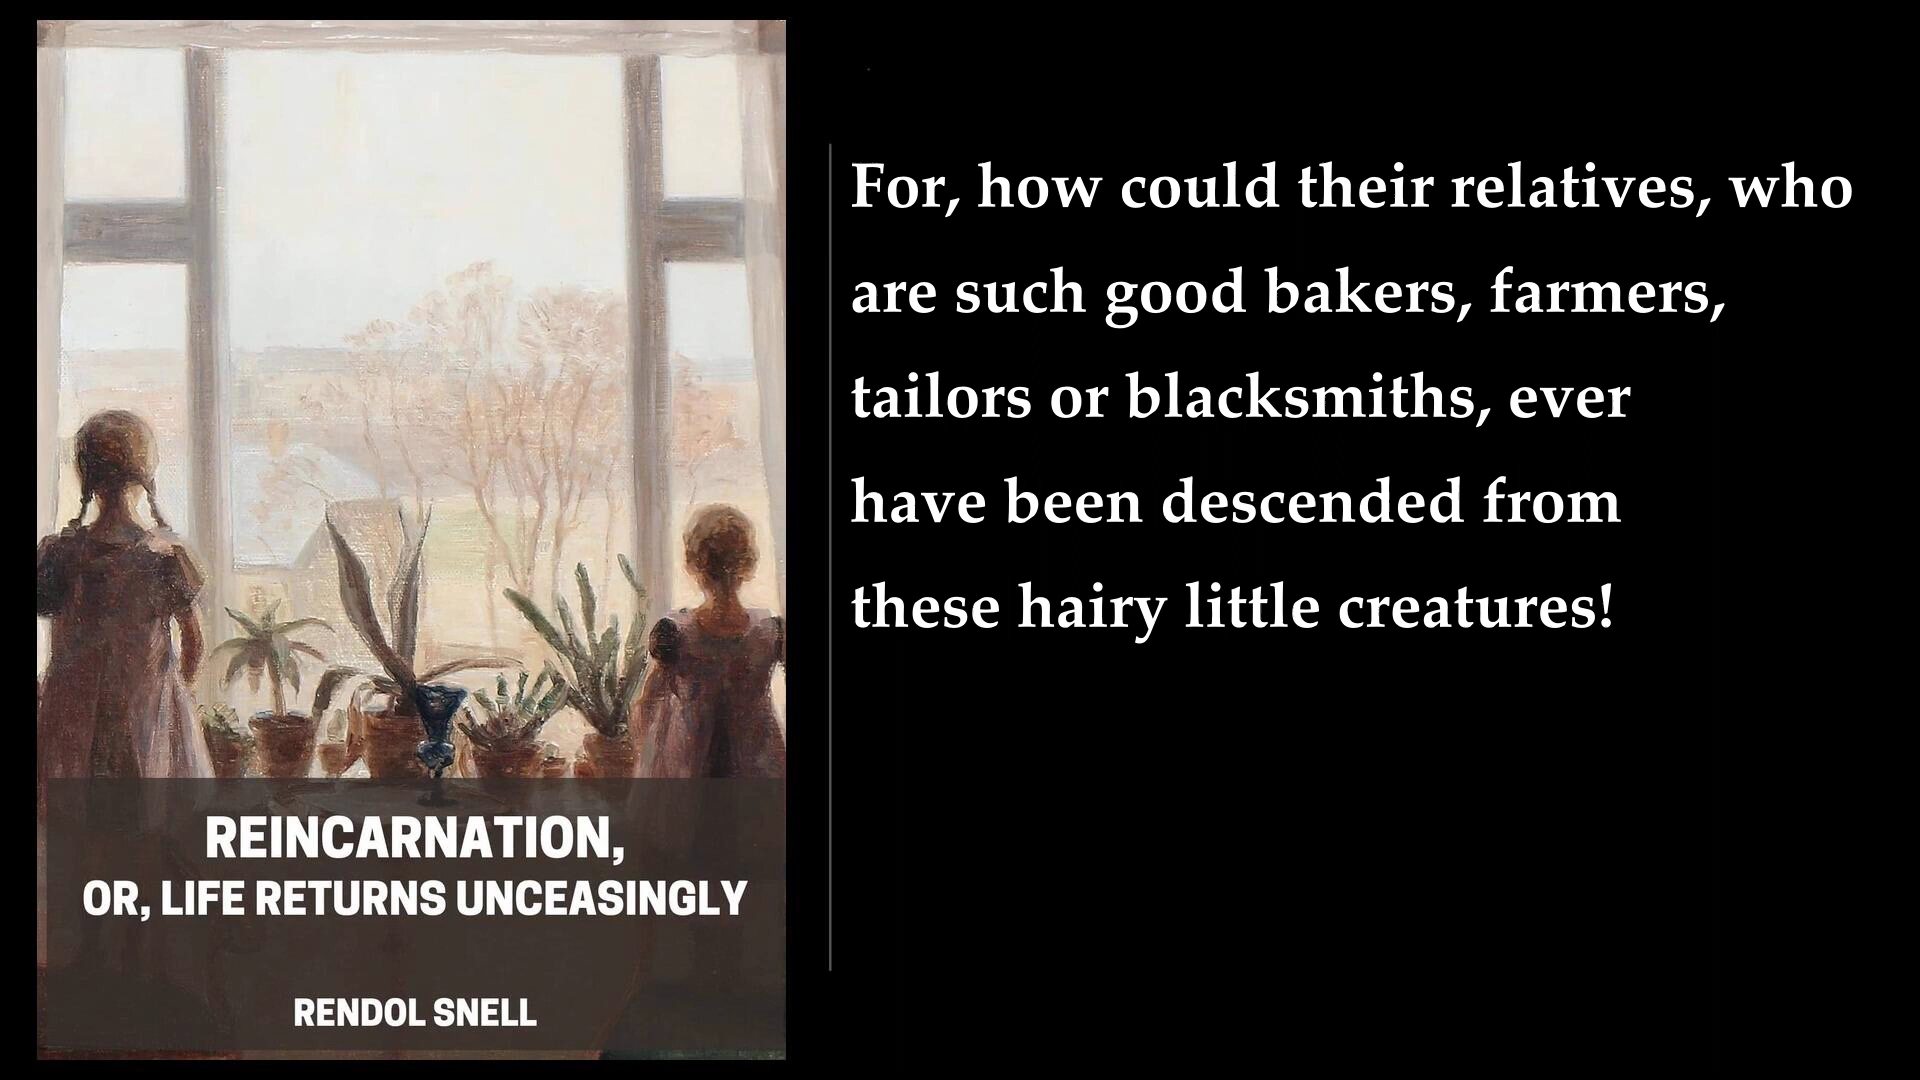 REINCARNATION,
OR, LIFE RETURNS UNCEASINGLY
RENDOL SNELL
For, how could their relatives, who
are such good bakers, farmers,
tailors or blacksmiths, ever
have been descended from
these hairy little creatures!